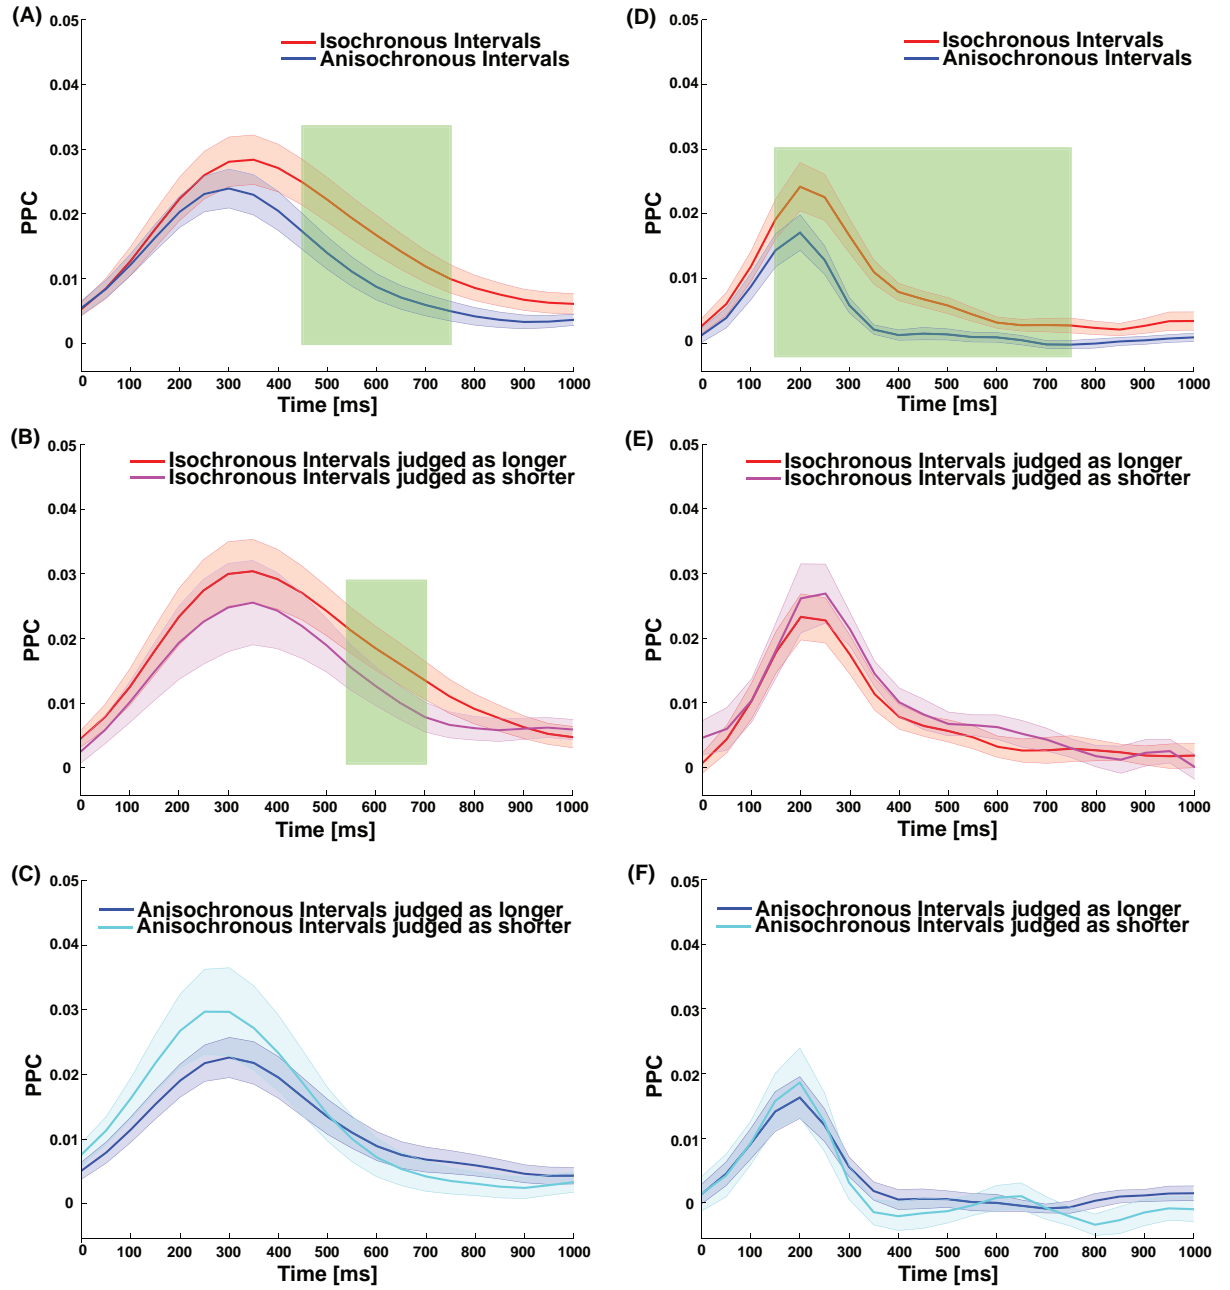 (A)
0.05
0.04
0.03
0.02
0.01
0
PPC
Isochronous Intervals
Anisochronous Intervals
0 100 200 300 400 500 600 700 800 900 1000
Time [ms]
(D)
0.05
0.04
0.03
0.02
0.01
0
PPC
Isochronous Intervals
Anisochronous Intervals
0 100 200 300 400 500 600 700 800 900 1000
Time [ms]
(B)
0.05
0.04
0.03
0.02
0.01
0
PPC
Isochronous Intervals judged as longer
Isochronous Intervals judged as shorter
0 100 200 300 400 500 600 700 800 900 1000
Time [ms]
(E)
0.05
0.04
0.03
0.02
0.01
0
PPC
Isochronous Intervals judged as longer
Isochronous Intervals judged as shorter
0 100 200 300 400 500 600 700 800 900 1000
Time [ms]
(C)
0.05
0.04
0.03
0.02
0.01
0
PPC
Anisochronous Intervals judged as longer
Anisochronous Intervals judged as shorter
0 100 200 300 400 500 600 700 800 900 1000
Time [ms]
(F)
0.05
0.04
0.03
0.02
0.01
0
PPC
Anisochronous Intervals judged as longer
Anisochronous Intervals judged as shorter
0 100 200 300 400 500 600 700 800 900 1000
Time [ms]